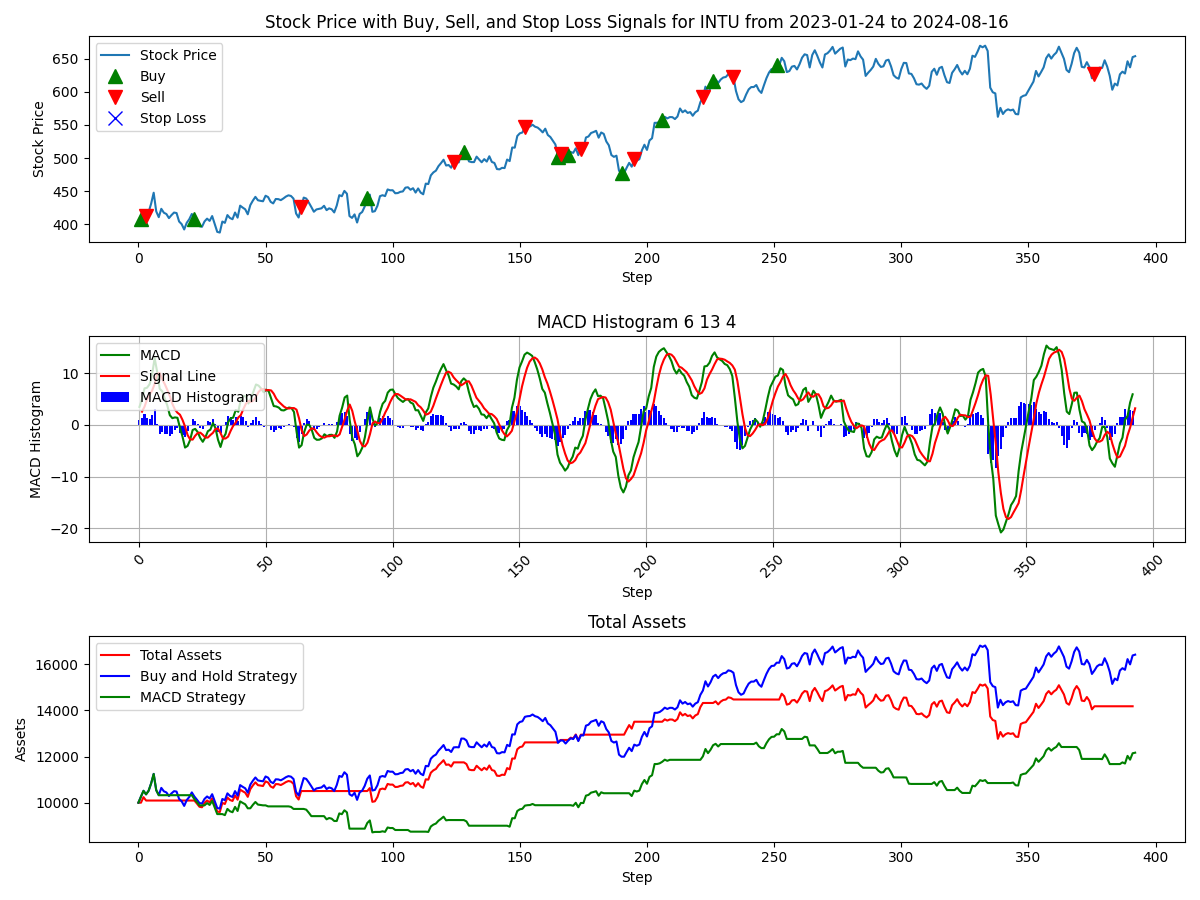 Stock Price with Buy, Sell, and Stop Loss Signals for INTU from 2023-01-24 to 2024-08-16
Stock Price
650
600
550
500
450
400
Stock Price
Buy
Sell
Stop Loss
0 50 100 150 200 250 300 350 400
Step
MACD Histogram 6 13 4
MACD Histogram
10
0
−10
−20
MACD
Signal Line
MACD Histogram
0 50 100 150 200 250 300 350 400
Step
Total Assets
Assets
16000
14000
12000
10000
Total Assets
Buy and Hold Strategy
MACD Strategy
0 50 100 150 200 250 300 350 400
Step